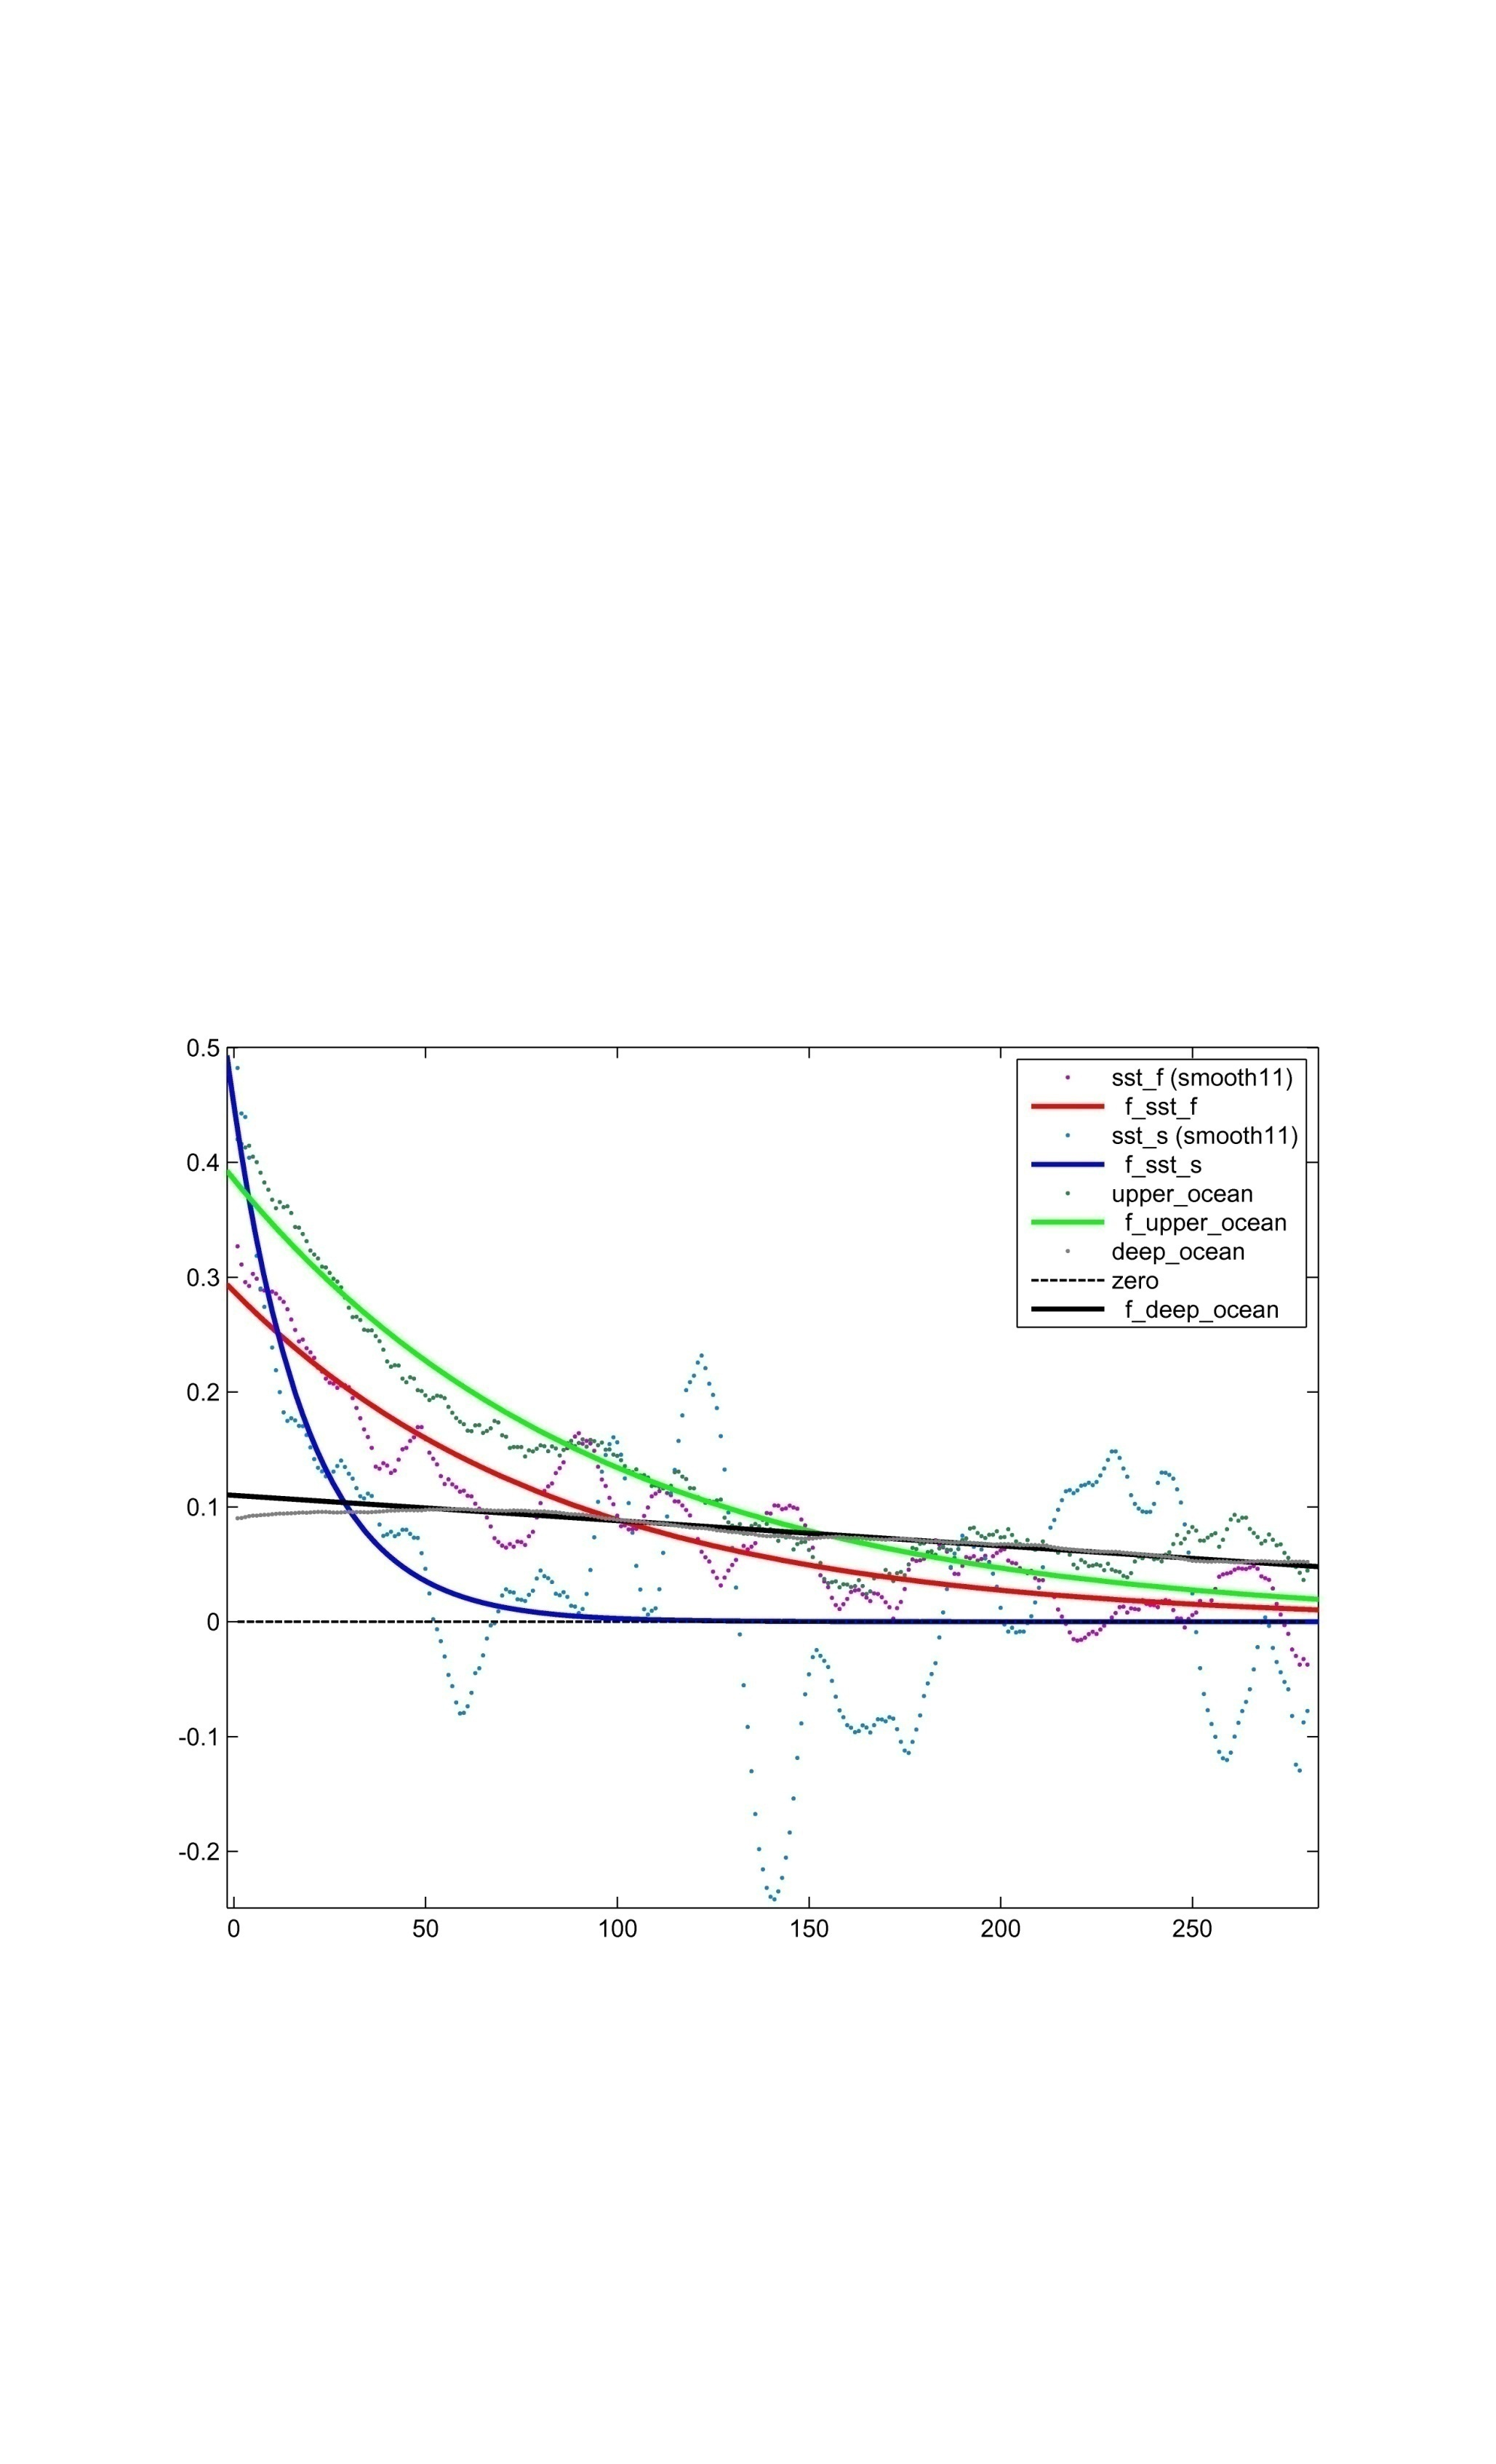 0.5
0.4
0.3
0.2
0.1
0
-0.1
-0.2
0 50 100 150 200 250
sst_f (smooth11)
f_sst_f
sst_s (smooth11)
f_sst_s
upper_ocean
f_upper_ocean
deep_ocean
zero
f_deep_ocean